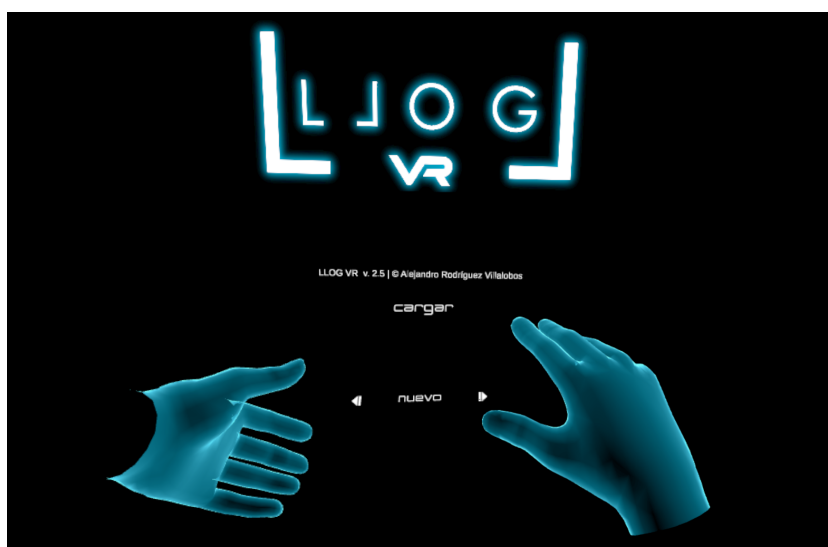 LLOG
VR
LLOG VR v. 2.5 | © Alejandro Rodríguez Villalobos
cargar
nuevo